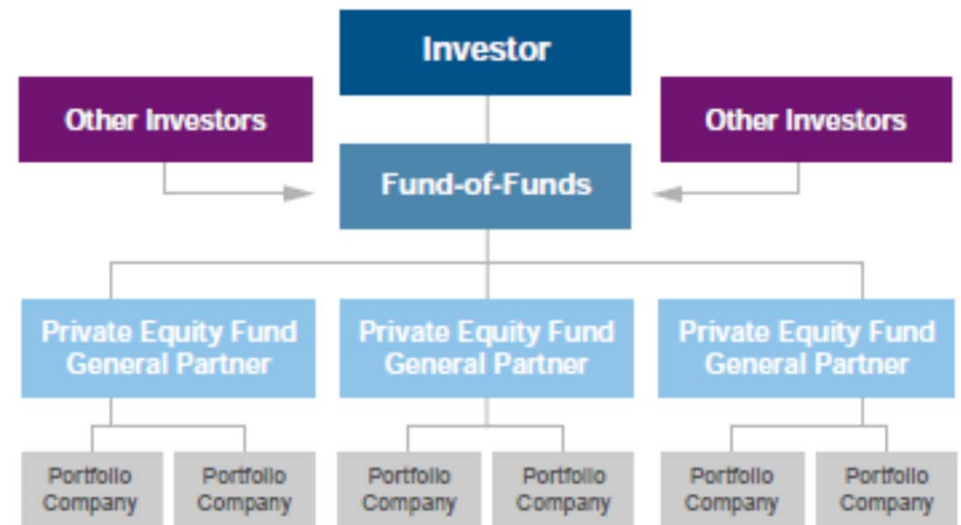 Investor
Other Investors
Other Investors
Fund-of-Funds
Private Equity Fund
General Partner
Private Equity Fund
General Partner
Private Equity Fund
General Partner
Portfolio
Company
Portfolio
Company
Portfolio
Company
Portfolio
Company
Portfolio
Company
Portfolio
Company